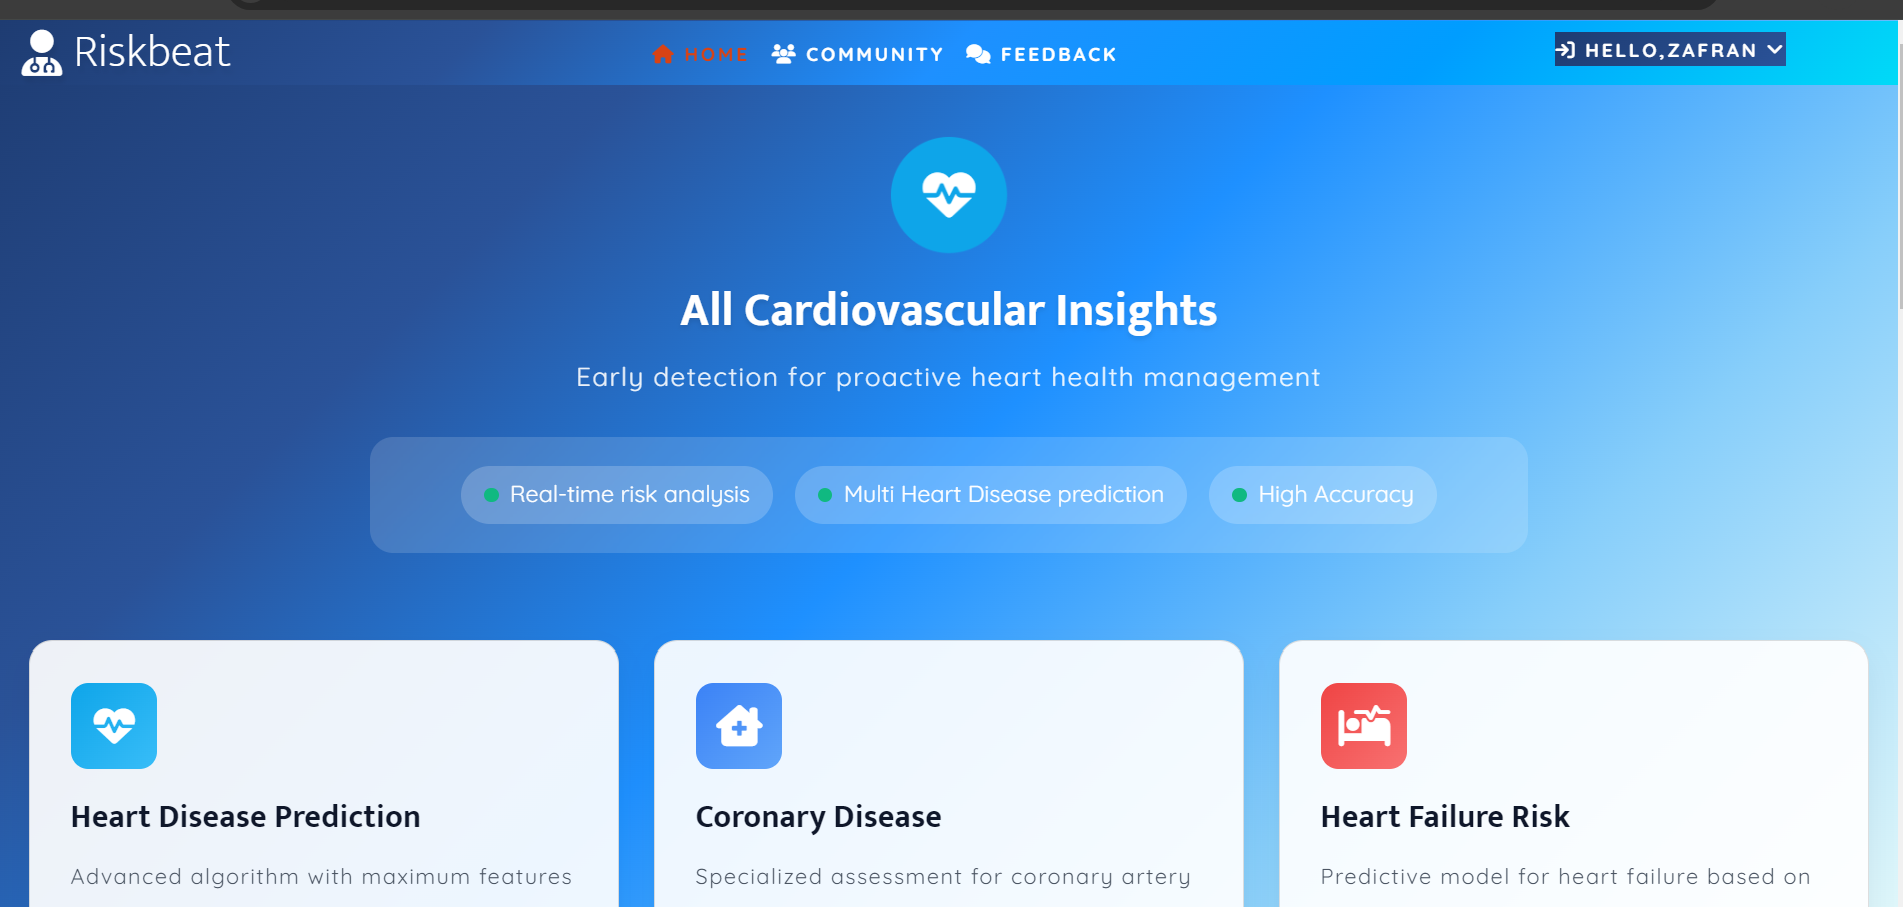 Riskbeat
HOME COMMUNITY FEEDBACK
HELLO,ZAFRAN
All Cardiovascular Insights
Early detection for proactive heart health management
Real-time risk analysis
Multi Heart Disease prediction
High Accuracy
Heart Disease Prediction
Advanced algorithm with maximum features
Coronary Disease
Specialized assessment for coronary artery
Heart Failure Risk
Predictive model for heart failure based on